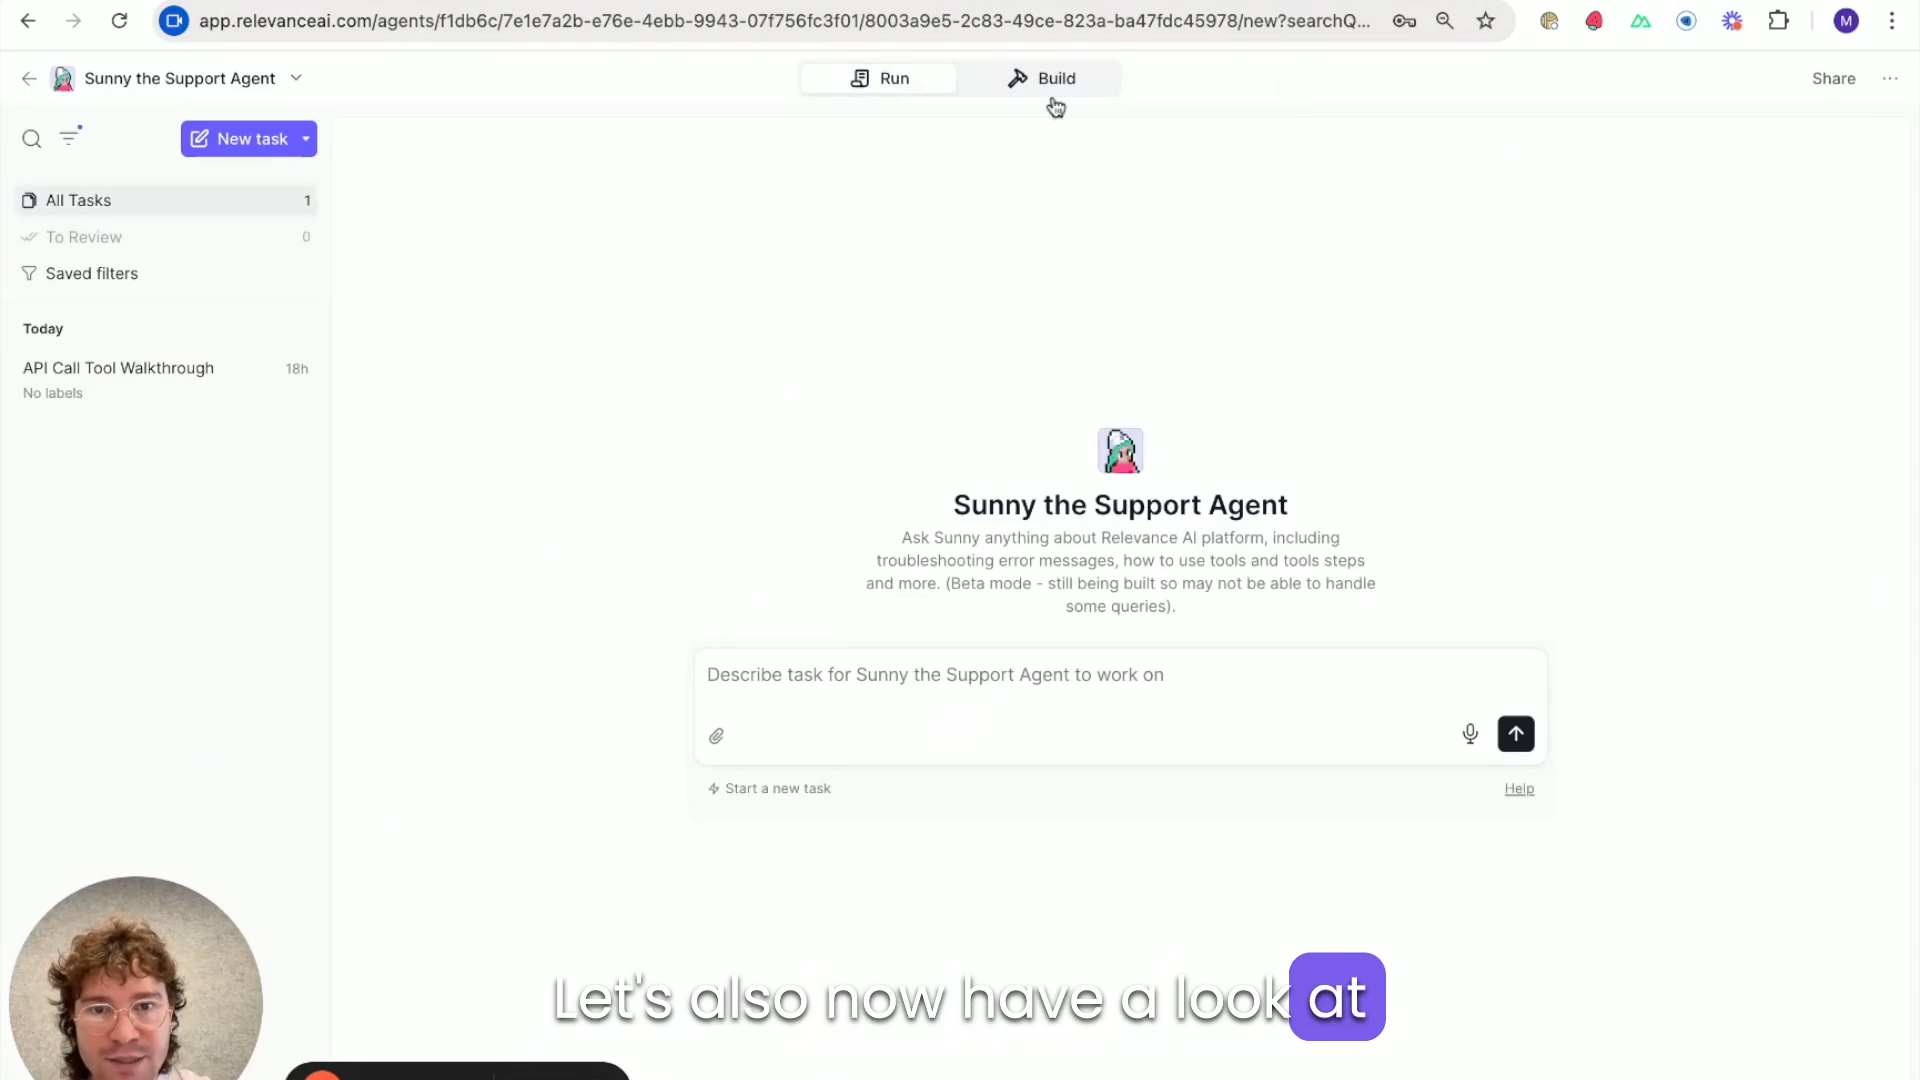 app.relevanceai.com/agents/f1db6c/7e1e7a2b-e76e-4ebb-9943-07f756fc3f01/8003a9e5-2c83-49ce-823a-ba47fdc45978/new?searchQ...
M
Sunny the Support Agent
Run
Build
Share
New task
All Tasks 1
To Review 0
Saved filters
Today
API Call Tool Walkthrough 18h
No labels
Sunny the Support Agent
Ask Sunny anything about Relevance AI platform, including
troubleshooting error messages, how to use tools and tools steps
and more. (Beta mode - still being built so may not be able to handle
some queries).
Describe task for Sunny the Support Agent to work on
Start a new task
Help
Let's also now have a look at